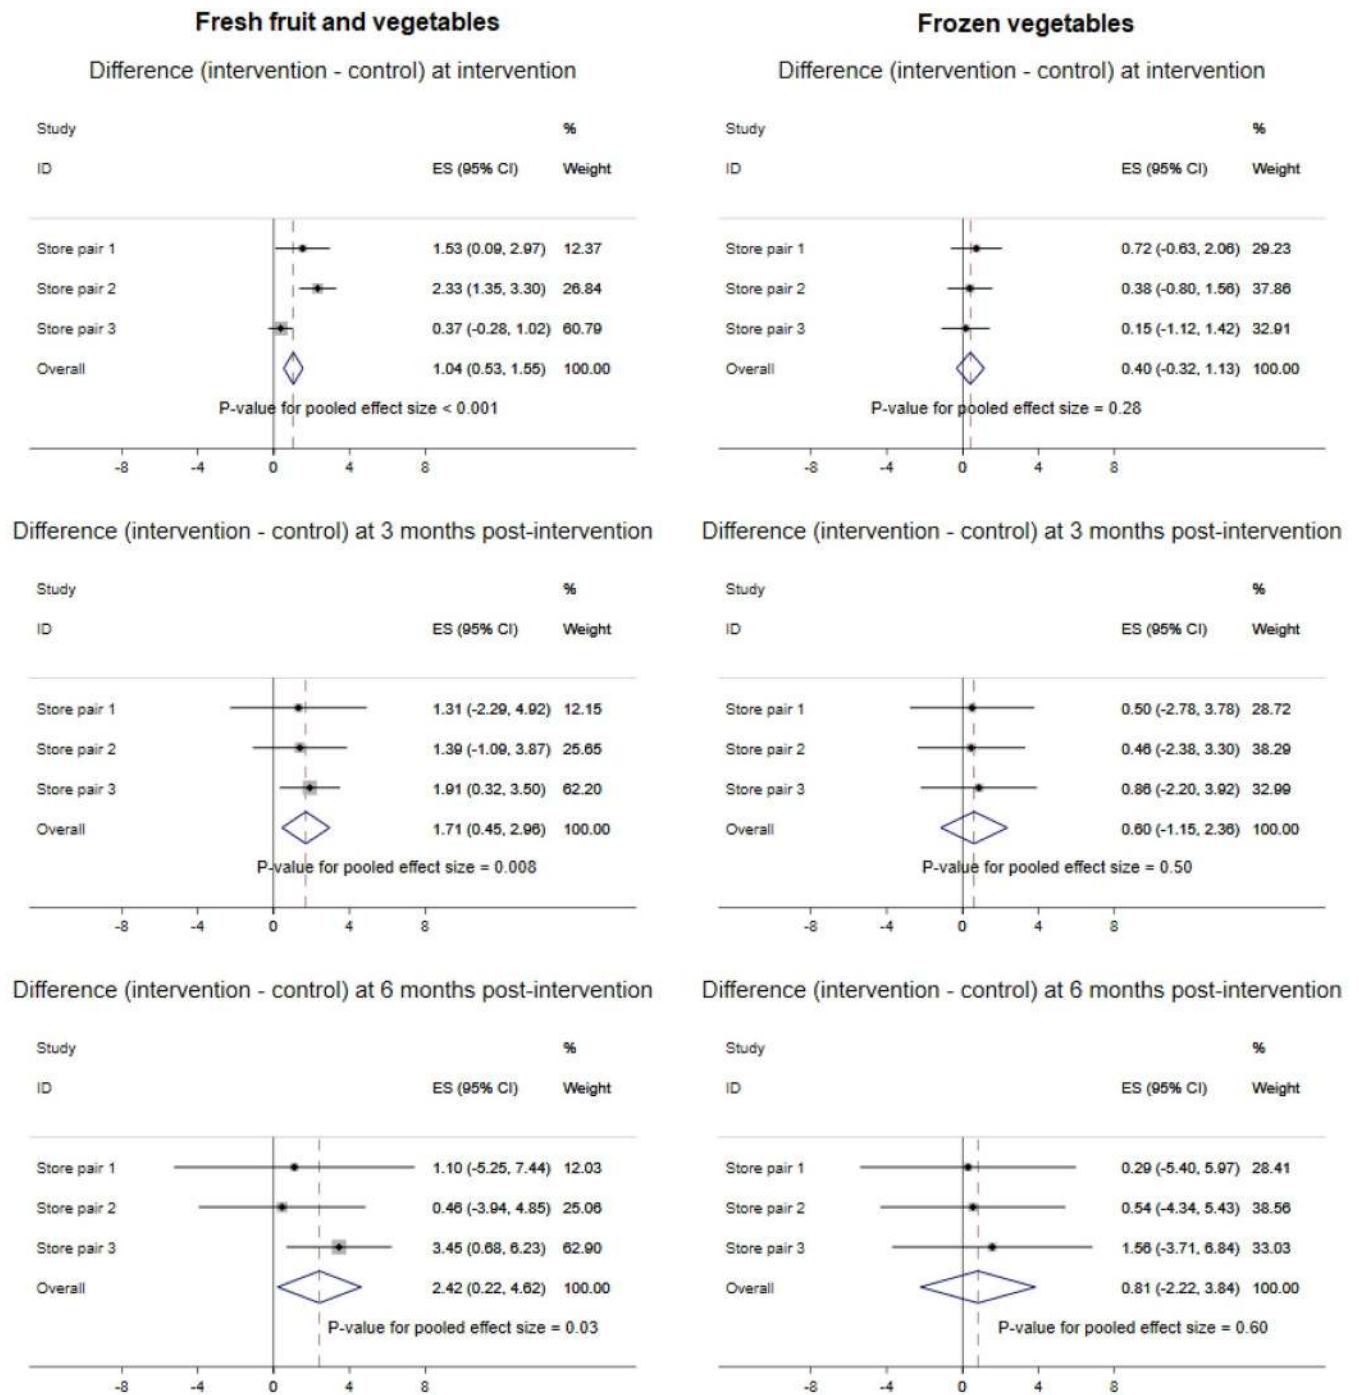 Fresh fruit and vegetables
Difference (intervention - control) at intervention
Study %
ID ES (95% CI) Weight
Store pair 1 1.53 (0.09, 2.97) 12.37
Store pair 2 2.33 (1.35, 3.30) 26.84
Store pair 3 0.37 (-0.28, 1.02) 60.79
Overall 1.04 (0.53, 1.55) 100.00
P-value for pooled effect size < 0.001
-8 -4 0 4 8
Difference (intervention - control) at 3 months post-intervention
Study %
ID ES (95% CI) Weight
Store pair 1 1.31 (-2.29, 4.92) 12.15
Store pair 2 1.39 (-1.09, 3.87) 25.65
Store pair 3 1.91 (0.32, 3.50) 62.20
Overall 1.71 (0.45, 2.96) 100.00
P-value for pooled effect size = 0.008
-8 -4 0 4 8
Difference (intervention - control) at 6 months post-intervention
Study %
ID ES (95% CI) Weight
Store pair 1 1.10 (-5.25, 7.44) 12.03
Store pair 2 0.46 (-3.94, 4.85) 25.06
Store pair 3 3.45 (0.68, 6.23) 62.90
Overall 2.42 (0.22, 4.62) 100.00
P-value for pooled effect size = 0.03
-8 -4 0 4 8
Frozen vegetables
Difference (intervention - control) at intervention
Study %
ID ES (95% CI) Weight
Store pair 1 0.72 (-0.63, 2.06) 29.23
Store pair 2 0.38 (-0.80, 1.56) 37.86
Store pair 3 0.15 (-1.12, 1.42) 32.91
Overall 0.40 (-0.32, 1.13) 100.00
P-value for pooled effect size = 0.28
-8 -4 0 4 8
Difference (intervention - control) at 3 months post-intervention
Study %
ID ES (95% CI) Weight
Store pair 1 0.50 (-2.78, 3.78) 28.72
Store pair 2 0.46 (-2.38, 3.30) 38.29
Store pair 3 0.86 (-2.20, 3.92) 32.99
Overall 0.60 (-1.15, 2.36) 100.00
P-value for pooled effect size = 0.50
-8 -4 0 4 8
Difference (intervention - control) at 6 months post-intervention
Study %
ID ES (95% CI) Weight
Store pair 1 0.29 (-5.40, 5.97) 28.41
Store pair 2 0.54 (-4.34, 5.43) 38.56
Store pair 3 1.56 (-3.71, 6.84) 33.03
Overall 0.81 (-2.22, 3.84) 100.00
P-value for pooled effect size = 0.60
-8 -4 0 4 8